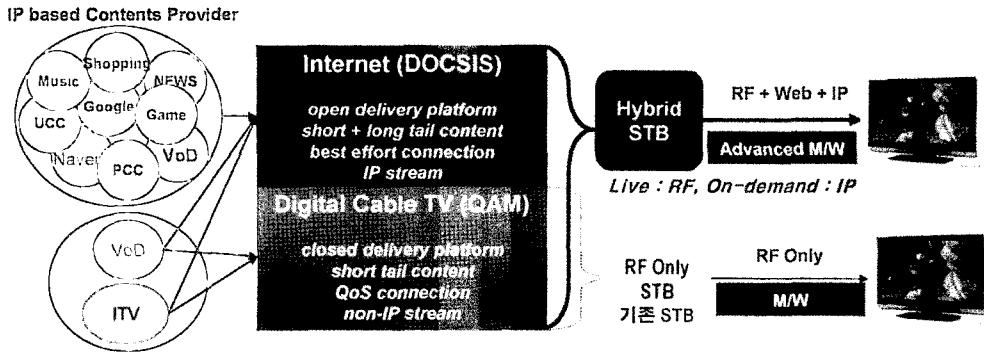 IP based Contents Provider
Shopping
Music
NEWS
Google
Game
UCC
Naver
VoD
PCC
VoD
ITV
Internet (DOCSIS)
open delivery platform
short + long tail content
best effort connection
IP stream
Digital Cable TV (QAM)
closed delivery platform
short tail content
QoS connection
non-IP stream
Hybrid
STB
RF + Web + IP
Advanced M/W
Live : RF, On-demand : IP
RF Only
STB
기존 STB
RF Only
M/W